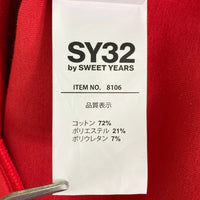 SY32
by SWEET YEARS
ITEM NO. 8106
品質表示
コットン 72%
ポリエステル 21%
ポリウレタン 7%